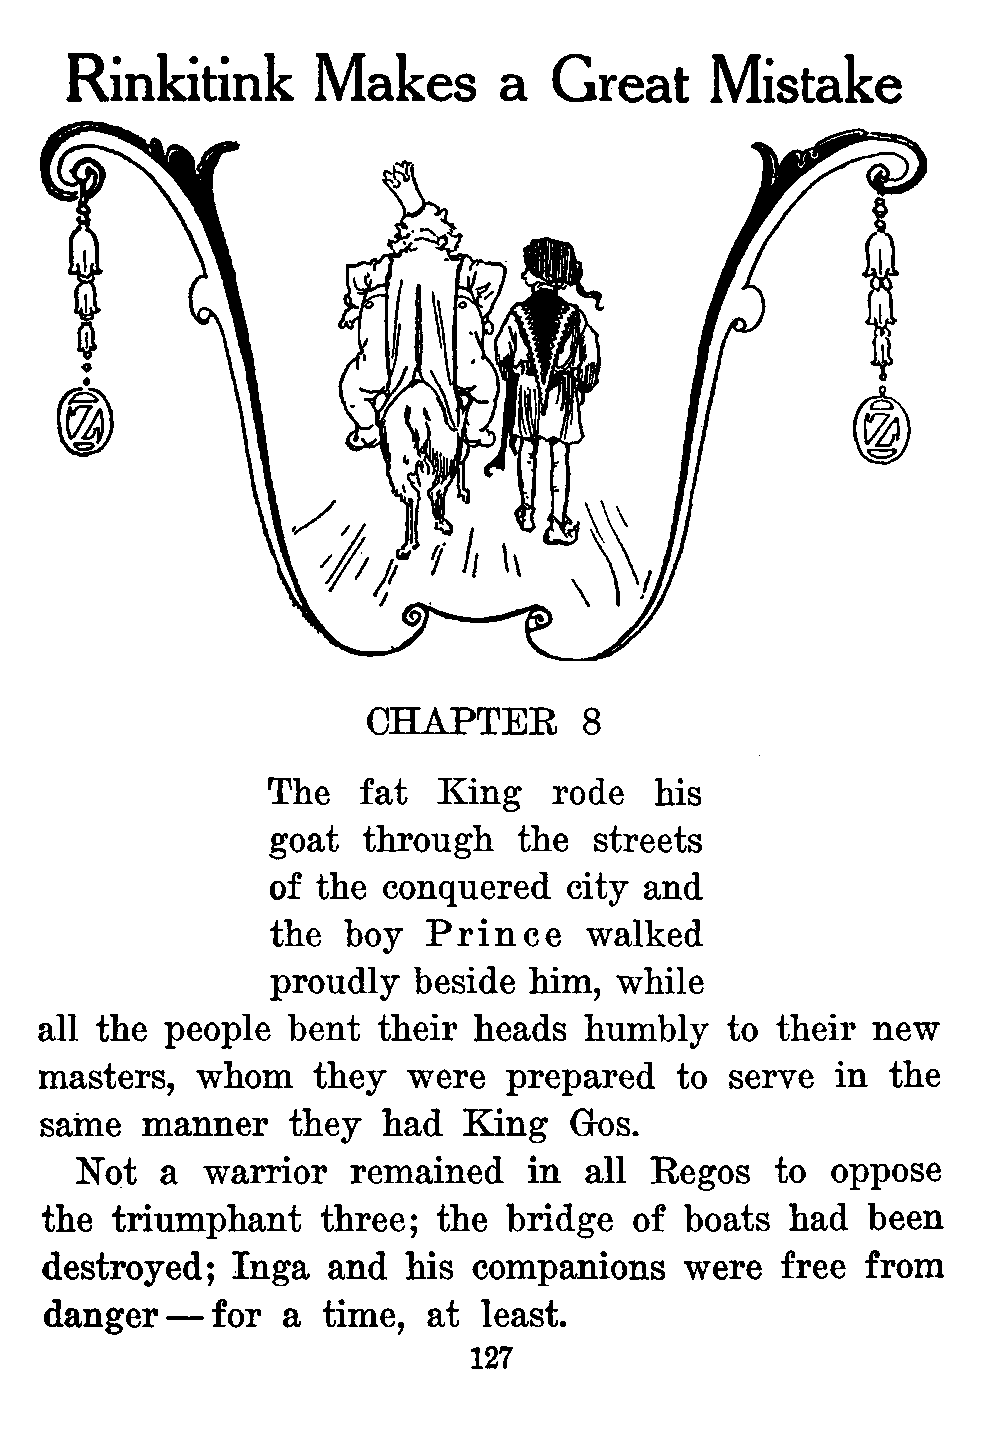 Rinkitink Makes a Great Mistake
OZ
OZ
CHAPTER 8
The fat King rode his
goat through the streets
of the conquered city and
the boy Prince walked
proudly beside him, while
all the people bent their heads humbly to their new
masters, whom they were prepared to serve in the
same manner they had King Gos.
Not a warrior remained in all Regos to oppose
the triumphant three; the bridge of boats had been
destroyed; Inga and his companions were free from
danger — for a time, at least.
127